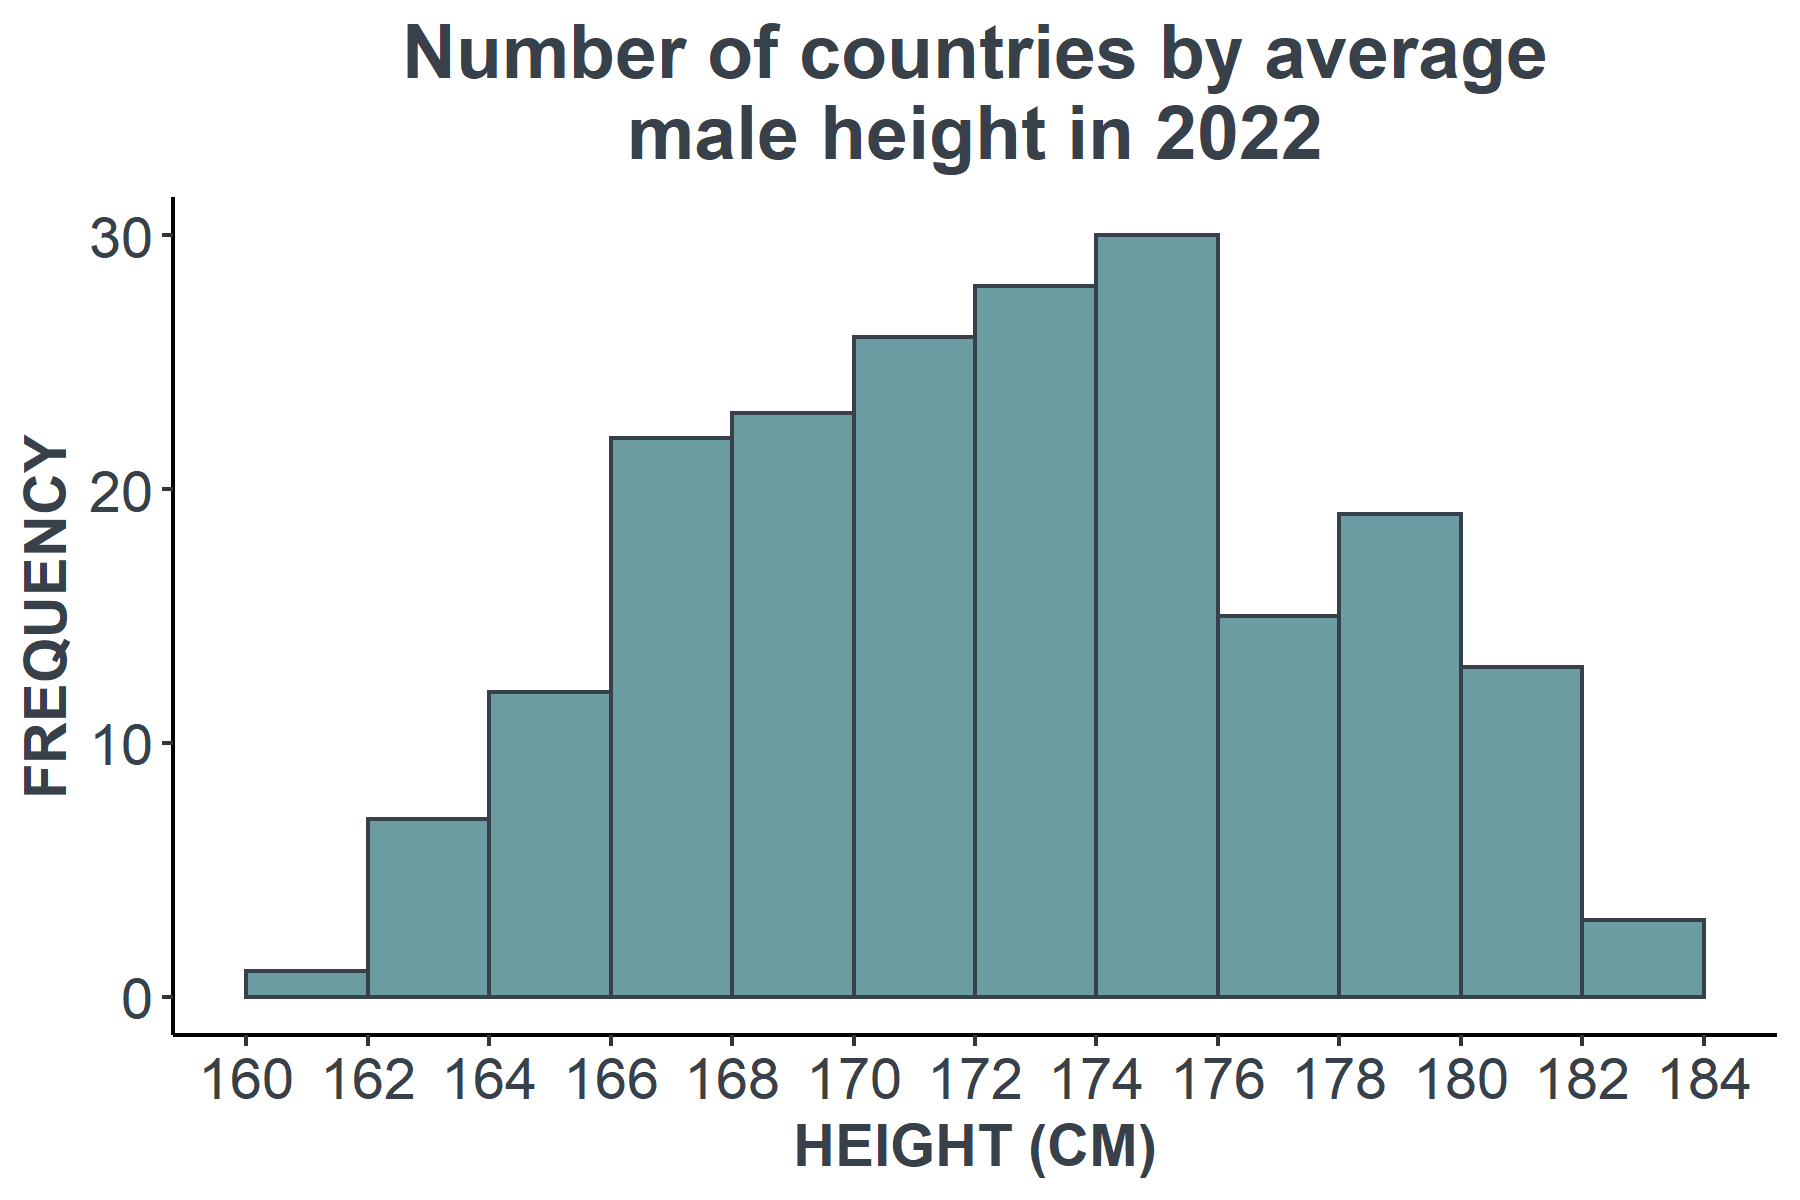 Number of countries by average
male height in 2022
FREQUENCY
30
20
10
0
160 162 164 166 168 170 172 174 176 178 180 182 184
HEIGHT (CM)